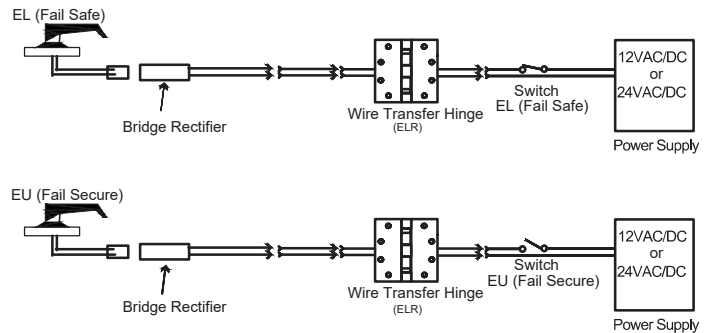 EL (Fail Safe)
12VAC/DC
or
24VAC/DC
Switch
EL (Fail Safe)
Wire Transfer Hinge
(ELR)
Bridge Rectifier
Power Supply
EU (Fail Secure)
12VAC/DC
or
24VAC/DC
Switch
EU (Fail Secure)
Wire Transfer Hinge
(ELR)
Bridge Rectifier
Power Supply